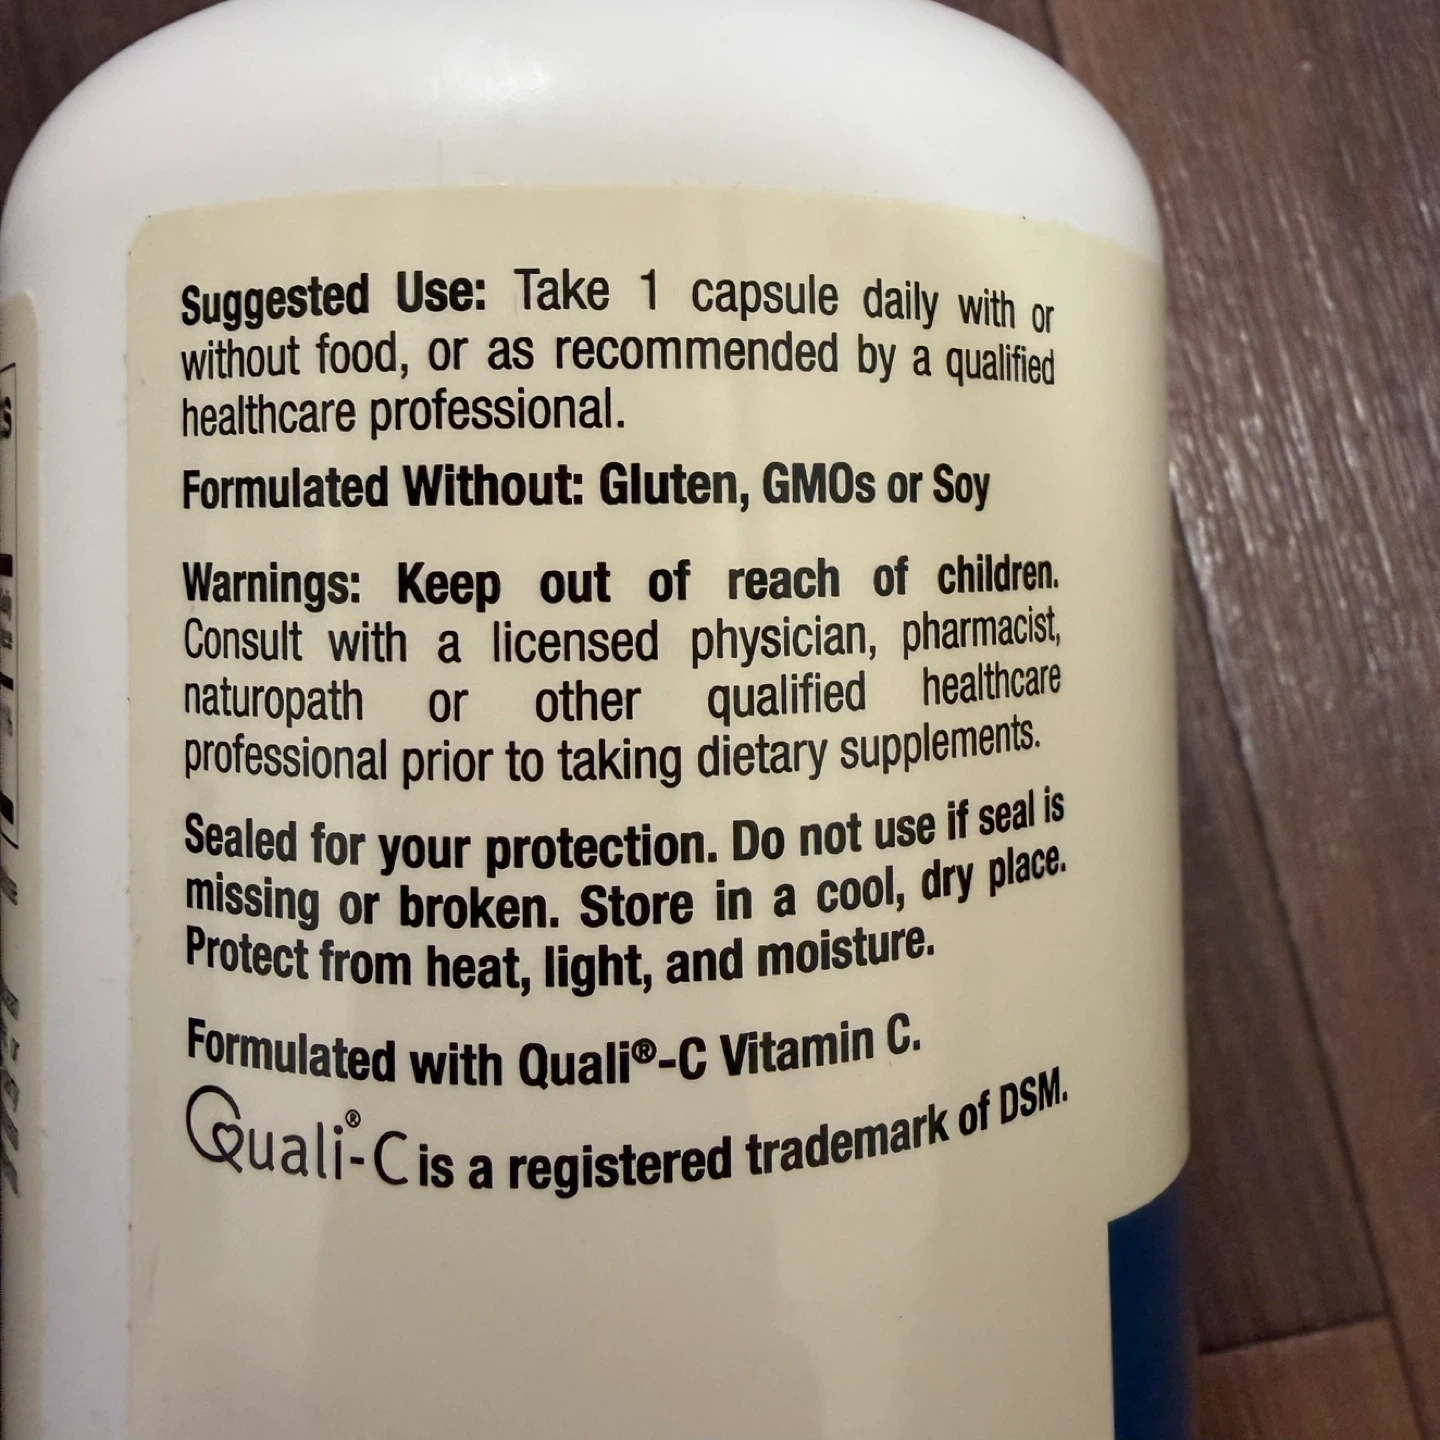 Suggested Use: Take 1 capsule daily with or
without food, or as recommended by a qualified
healthcare professional.
Formulated Without: Gluten, GMOs or Soy
Warnings: Keep out of reach of children.
Consult with a licensed physician, pharmacist,
naturopath or other qualified healthcare
professional prior to taking dietary supplements.
Sealed for your protection. Do not use if seal is
missing or broken. Store in a cool, dry place.
Protect from heat, light, and moisture.
Formulated with Quali®-C Vitamin C.
Quali®-C is a registered trademark of DSM.